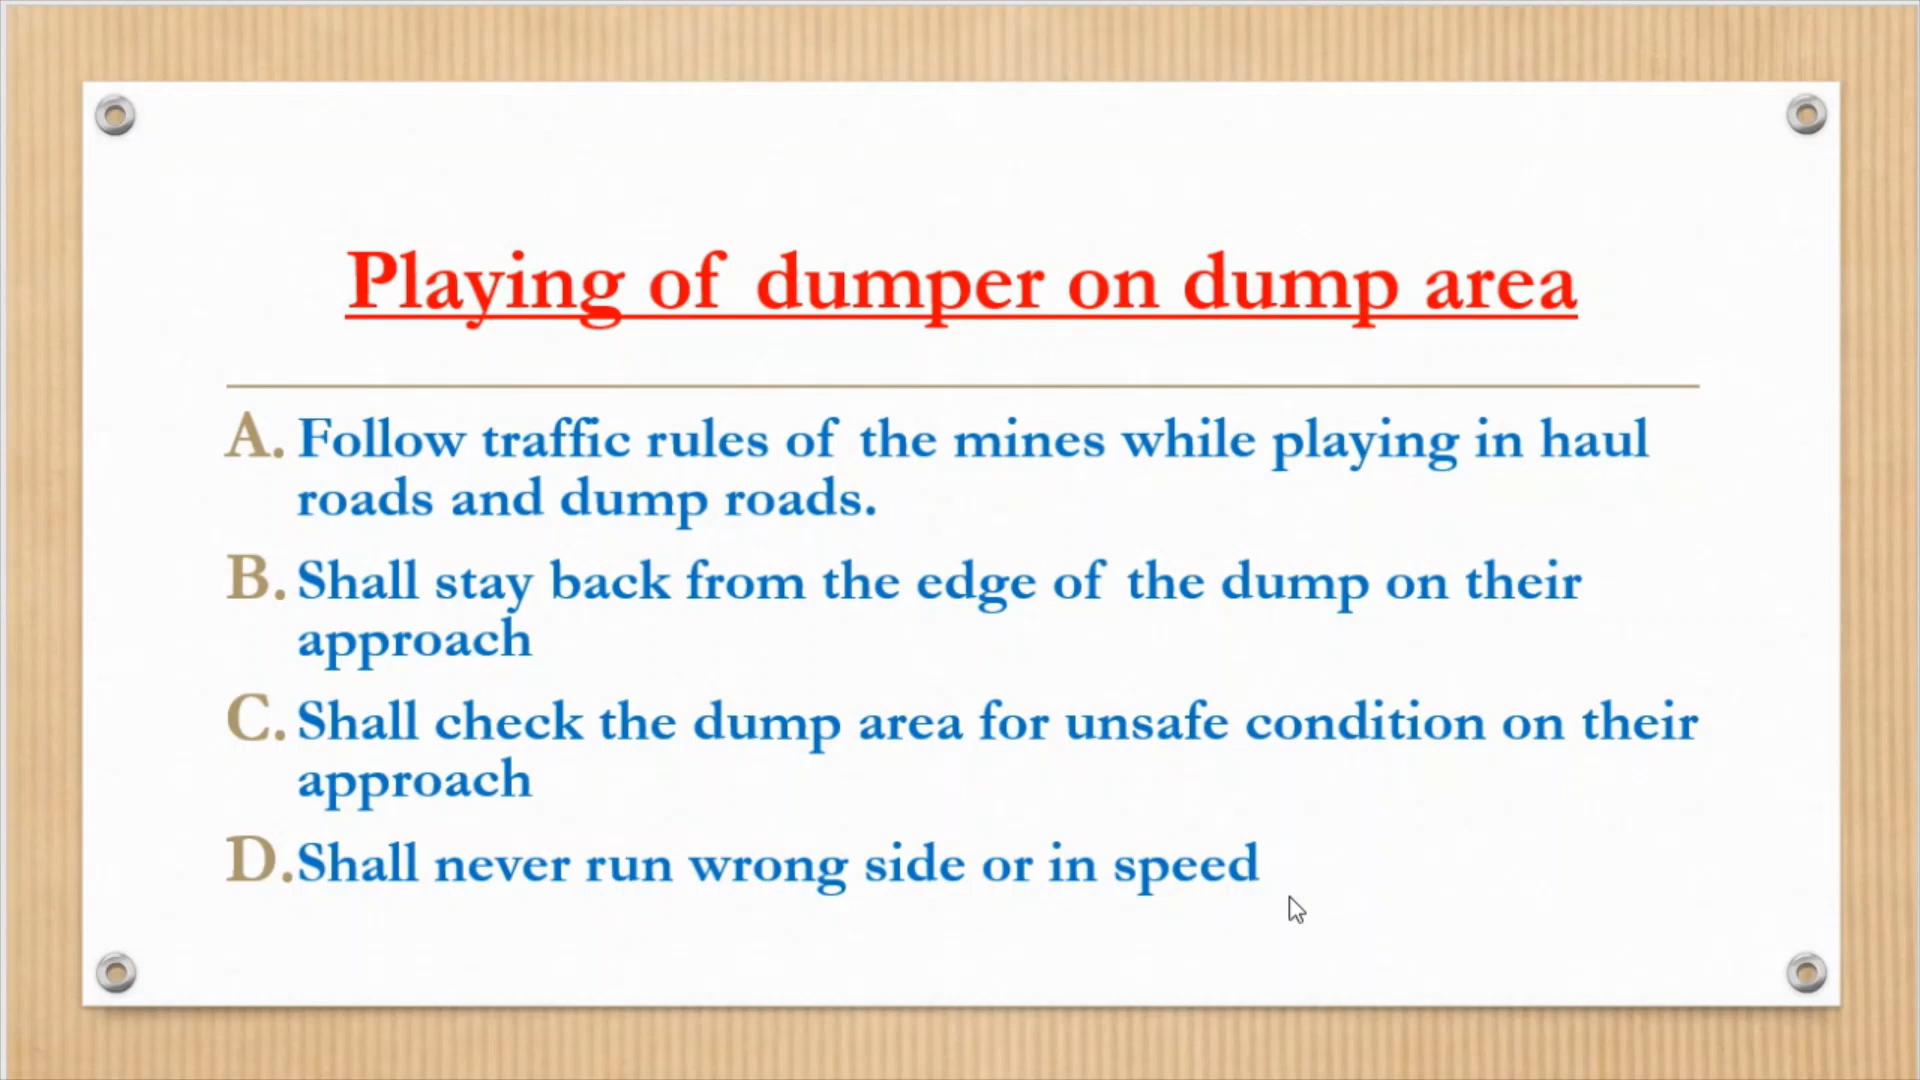 Playing of dumper on dump area
A. Follow traffic rules of the mines while playing in haul
roads and dump roads.
B. Shall stay back from the edge of the dump on their
approach
C. Shall check the dump area for unsafe condition on their
approach
D. Shall never run wrong side or in speed